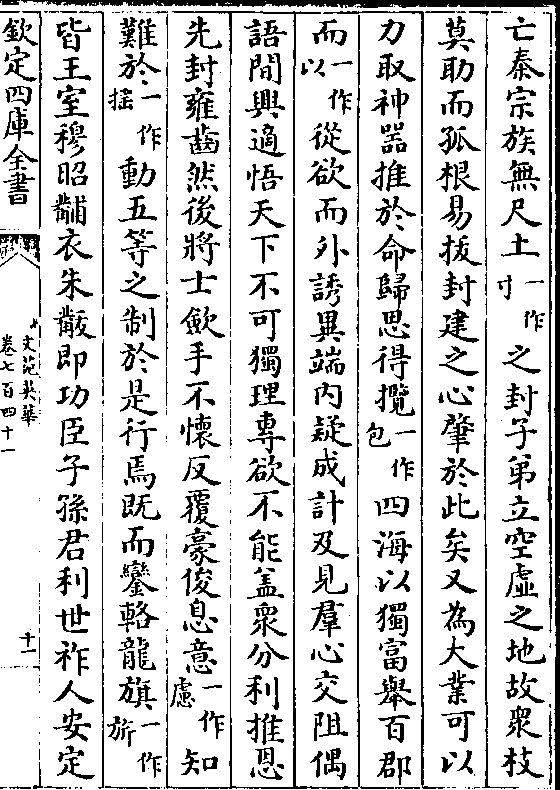 亡秦宗族無尺土一作寸之封子弟立空虛之地故衆枝
莫助而孤根易拔封建之心肇於此矣又為大業可以
力取神器推於命歸思得攬一作包四海以獨富舉百郡
而一作以從欲而外誘異端内疑成計及見羣心交阻偶
語間興適悟天下不可獨理專欲不能盖衆分利推恩
先封雍齒然後將士歛手不懷反覆豪俊息意一作慮知
難於一作揺動五等之制於是行焉既而鑾輅龍旗一作旂
皆王室穆昭黼衣朱黻即功臣子孫君利世祚人安定
欽定四庫全書
文苑英華
卷七百四十一
十一